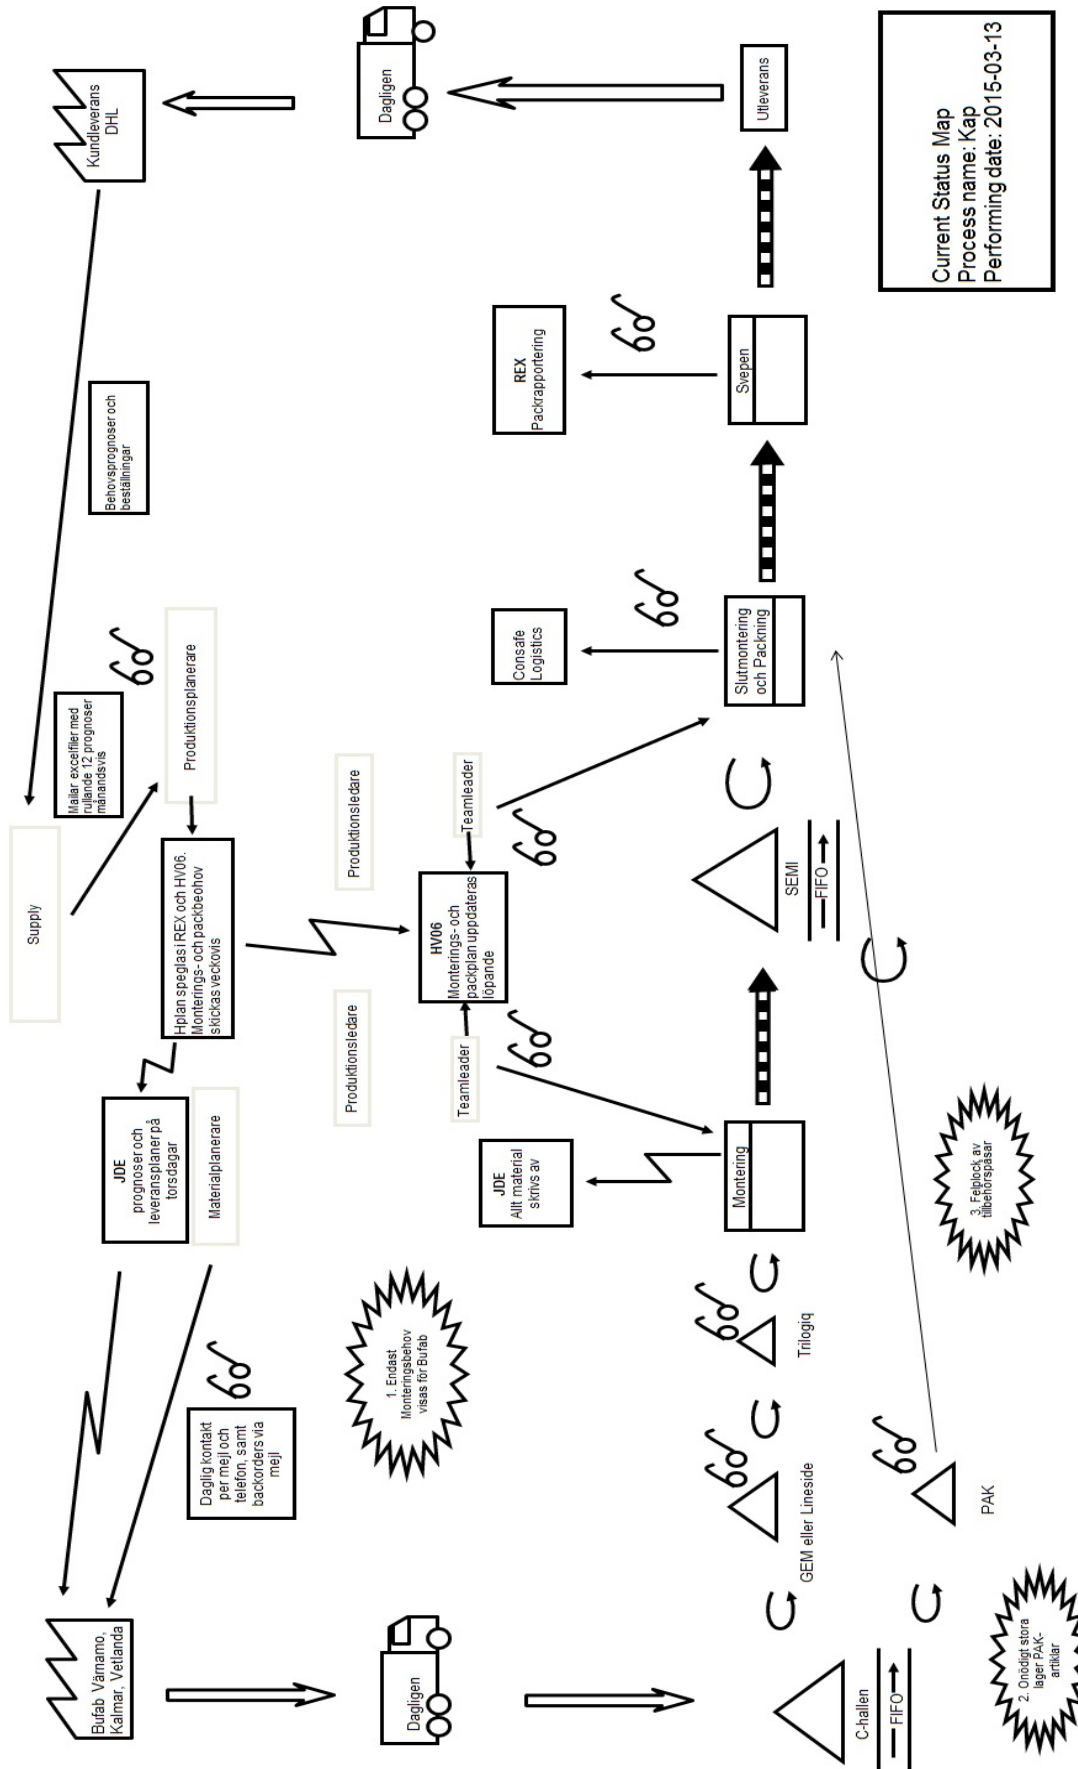 Bufab Värnamo,
Kalmar, Vetlanda
Dagligen
C-hallen
FIFO
2. Onödigt stora
lager PAK-
artiklar
Daglig kontakt
per mejl och
telefon, samt
backorders via
mejl
1. Endast
Monteringsbehov
visas för Bufab
GEM eller Lineside
PAK
Trilogiq
JDE
prognoser och
leveransplaner på
torsdagar
Materialplanerare
JDE
Allt material
skrivs av
Montering
3. Felplock av
tillbehörspåsar
Supply
Hplan speglas i REX och HV06.
Monterings- och packbeohov
skickas veckovis
Produktionsledare
Produktionsledare
Teamleader
HV06
Monterings- och
packplan uppdateras
löpande
Teamleader
SEMI
FIFO
Mailar excelfiler med
rullande 12 prognoser
månandsvis
Produktionsplanerare
Consafe
Logistics
Slutmontering
och Packning
Behovsprognoser och
beställningar
REX
Packrapportering
Svepen
Kundleverans
DHL
Dagligen
Utleverans
Current Status Map
Process name: Kap
Performing date: 2015-03-13